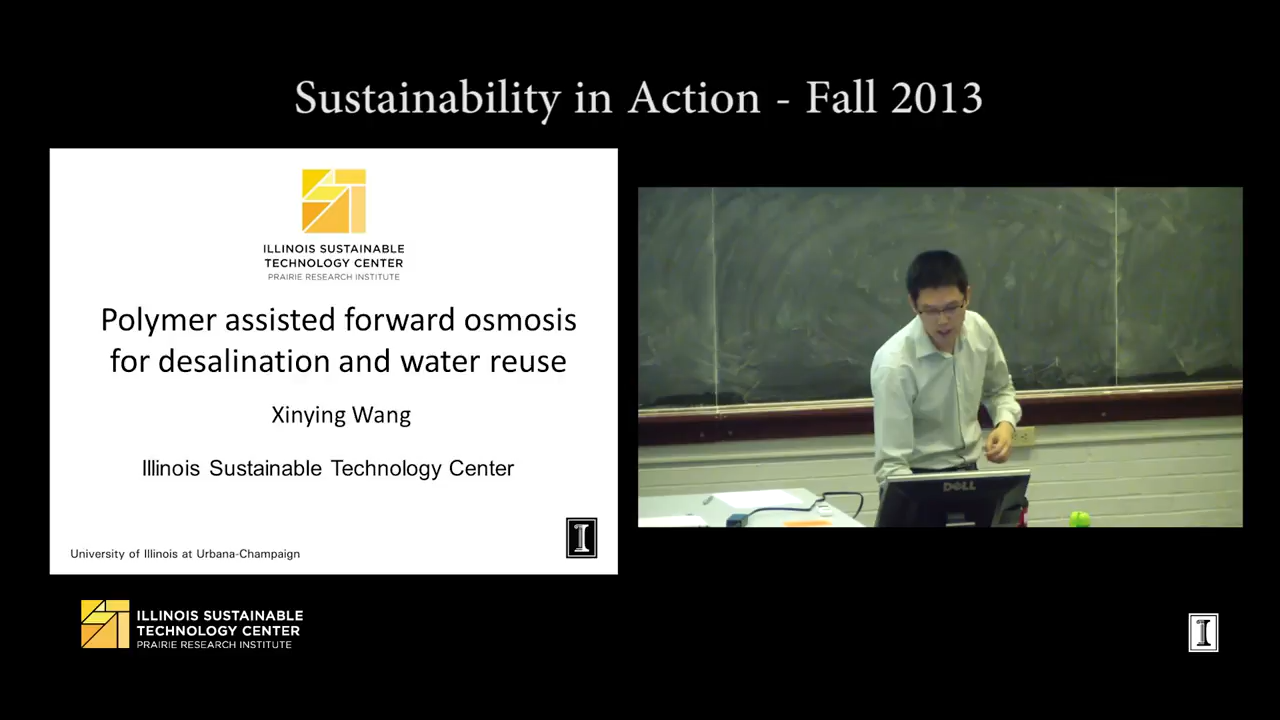 Sustainability in Action - Fall 2013
ILLINOIS SUSTAINABLE
TECHNOLOGY CENTER
PRAIRIE RESEARCH INSTITUTE
Polymer assisted forward osmosis
for desalination and water reuse
Xinying Wang
Illinois Sustainable Technology Center
University of Illinois at Urbana-Champaign
I
DELL
ILLINOIS SUSTAINABLE
TECHNOLOGY CENTER
PRAIRIE RESEARCH INSTITUTE
I